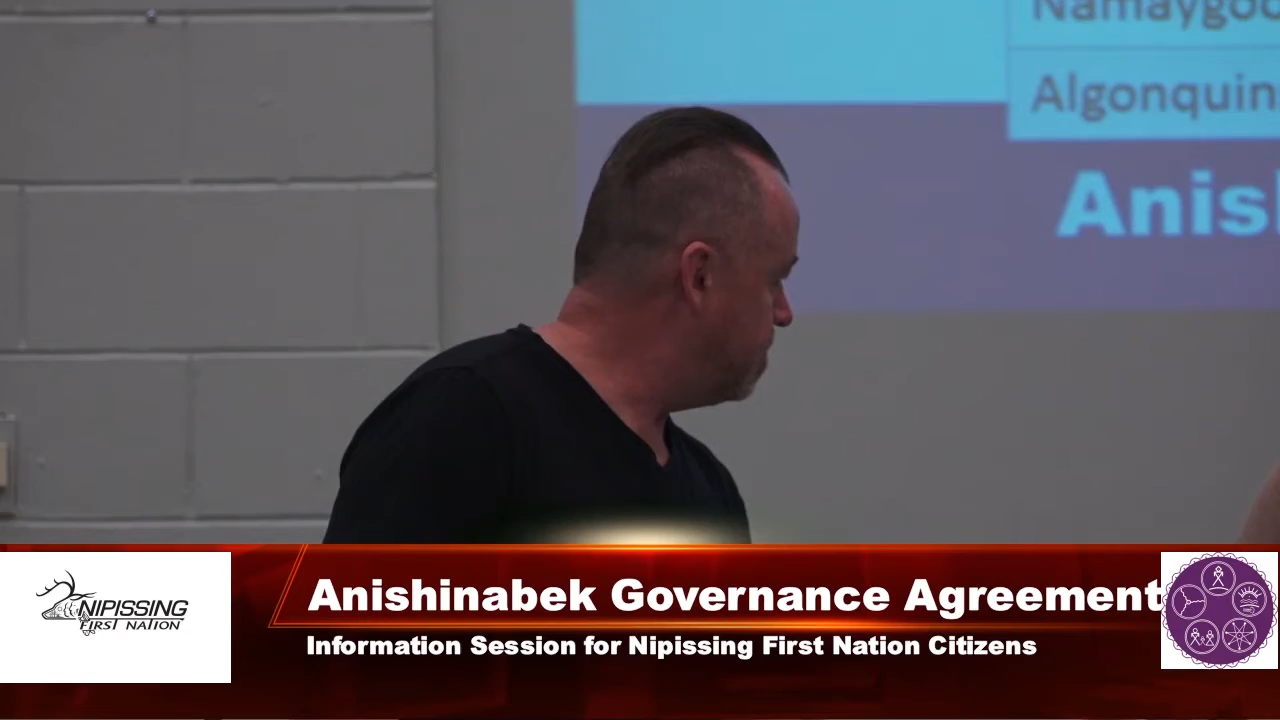 Algonquin
NIPISSING
FIRST NATION
Anishinabek Governance Agreement
Information Session for Nipissing First Nation Citizens